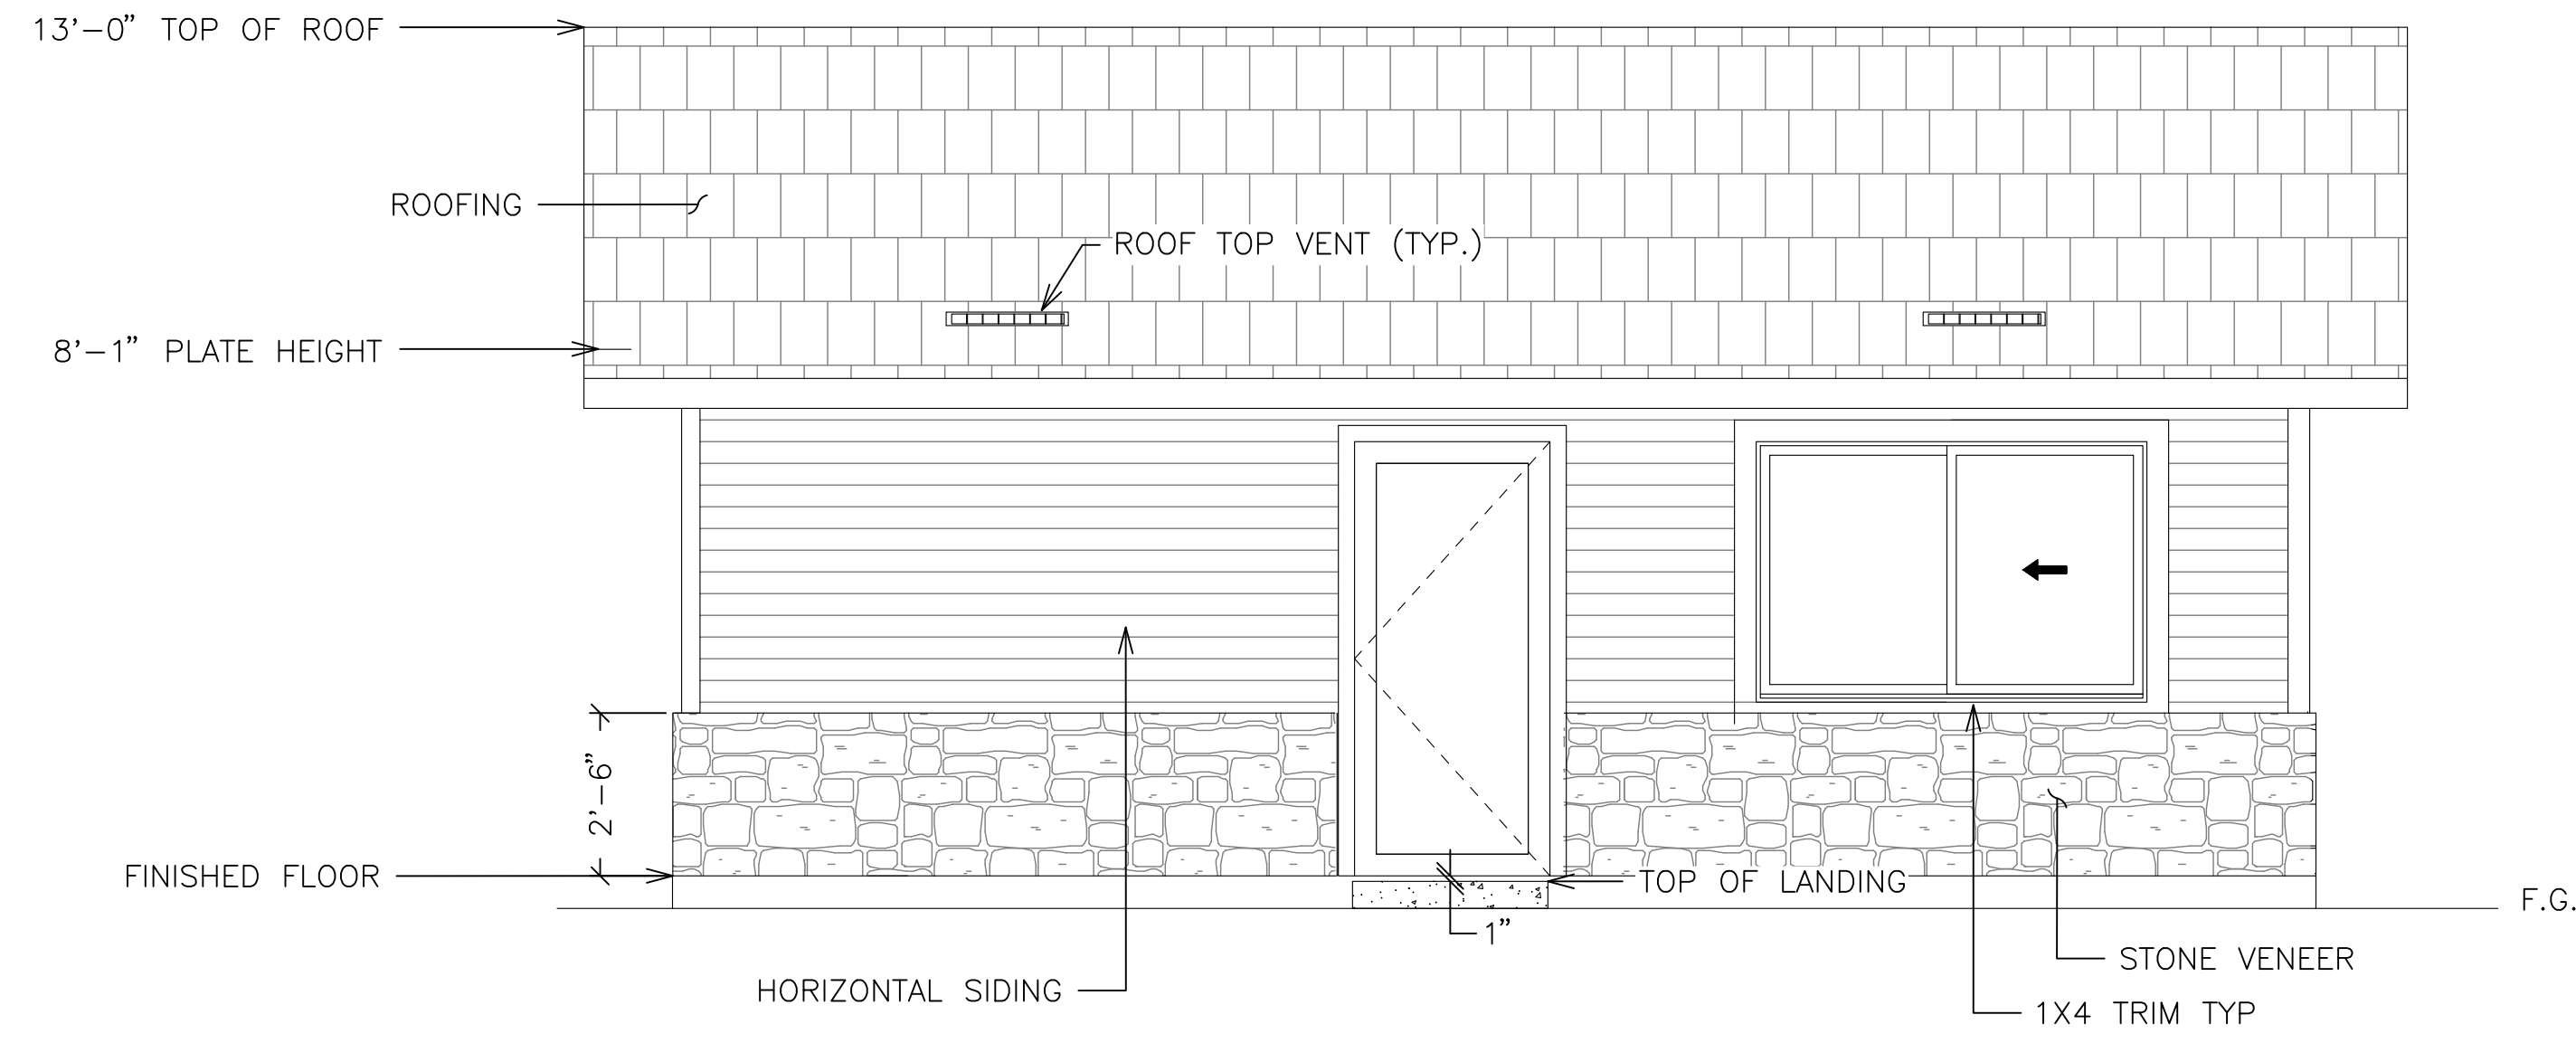 13'-0" TOP OF ROOF
ROOFING
ROOF TOP VENT (TYP.)
8'-1" PLATE HEIGHT
2'-6"
FINISHED FLOOR
TOP OF LANDING
F.G.
1"
STONE VENEER
HORIZONTAL SIDING
1X4 TRIM TYP